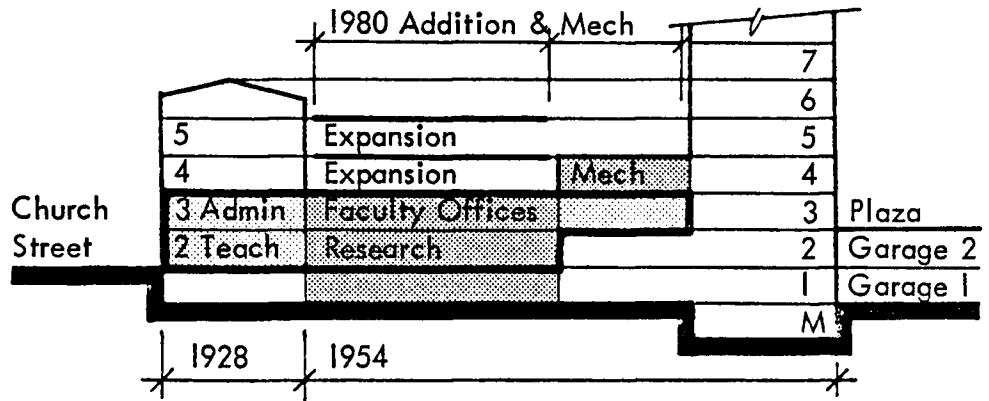 1980 Addition & Mech
7
6
5 Expansion 5
4 Expansion Mech 4
Church 3 Admin Faculty Offices 3 Plaza
Street 2 Teach Research 2 Garage 2
1 Garage 1
M
1928 1954